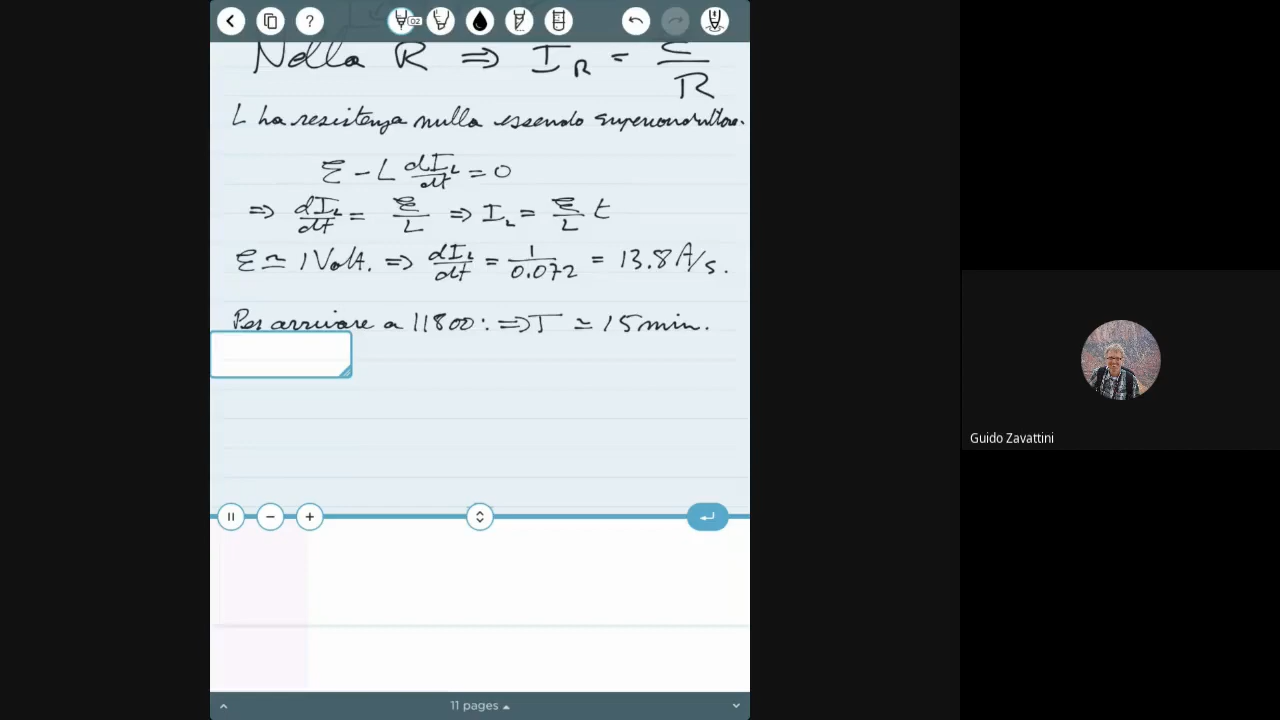 ?
02
Nella R ⇒ I_R = ε/R
L ha resistenza nulla essendo superconduttore.
ε - L dI_L/dt = 0
⇒ dI_L/dt = ε/L ⇒ I_L = ε/L t
ε ≃ 1 Volt. ⇒ dI_L/dt = 1/0.072 = 13.8 A/s.
Per arrivare a 11800: ⇒ T ≃ 15 min.
Guido Zavattini
11 pages